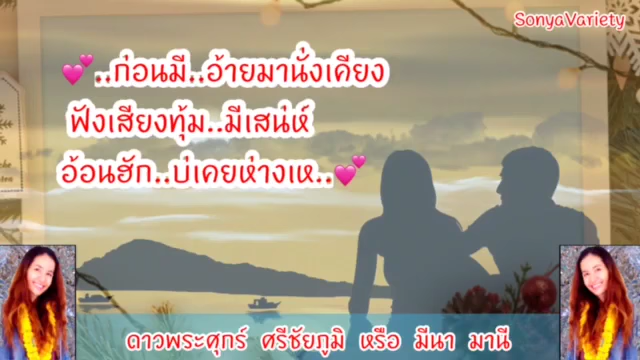 SonyaVariety
💕..ก่อนมี..อ้ายมานั่งเคียง
ฟังเสียงทุ้ม..มีเสน่ห์
อ้อนฮัก..บ่เคยห่างเห..💕
ดาวพระศุกร์ ศรีชัยภูมิ หรือ มีนา มานี